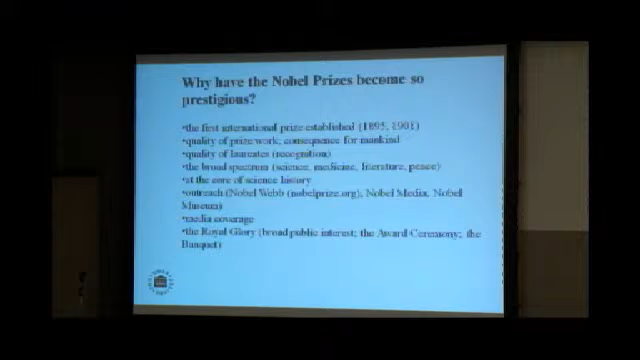 Why have the Nobel Prizes become so
prestigious?
•the first international prize established (1895, 1901)
•quality of prize work; consequence for mankind
•quality of laureates (recognition)
•the broad spectrum (science, medicine, literature, peace)
•at the core of science history
•outreach (Nobel Webb (nobelprize.org), Nobel Media, Nobel
Museum)
•media coverage
•the Royal Glory (broad public interest; the Award Ceremony; the
Banquet)